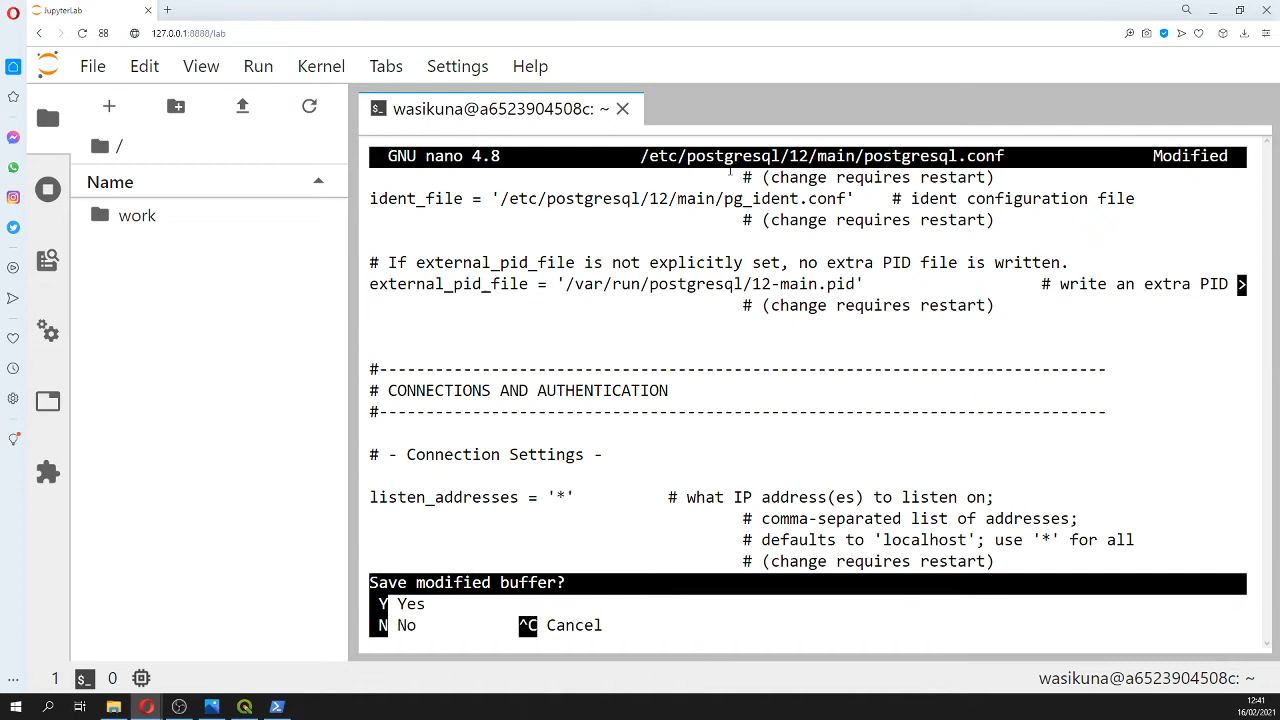 JupyterLab
127.0.0.1:8888/lab
File Edit View Run Kernel Tabs Settings Help
wasikuna@a6523904508c: ~
/
Name
work
GNU nano 4.8 /etc/postgresql/12/main/postgresql.conf Modified
# (change requires restart)
ident_file = '/etc/postgresql/12/main/pg_ident.conf' # ident configuration file
# (change requires restart)
# If external_pid_file is not explicitly set, no extra PID file is written.
external_pid_file = '/var/run/postgresql/12-main.pid' # write an extra PID >
# (change requires restart)
#------------------------------------------------------------------------------
# CONNECTIONS AND AUTHENTICATION
#------------------------------------------------------------------------------
# - Connection Settings -
listen_addresses = '*' # what IP address(es) to listen on;
# comma-separated list of addresses;
# defaults to 'localhost'; use '*' for all
# (change requires restart)
Save modified buffer?
Y Yes
N No ^C Cancel
1 $_ 0 wasikuna@a6523904508c: ~
12:41
16/02/2021